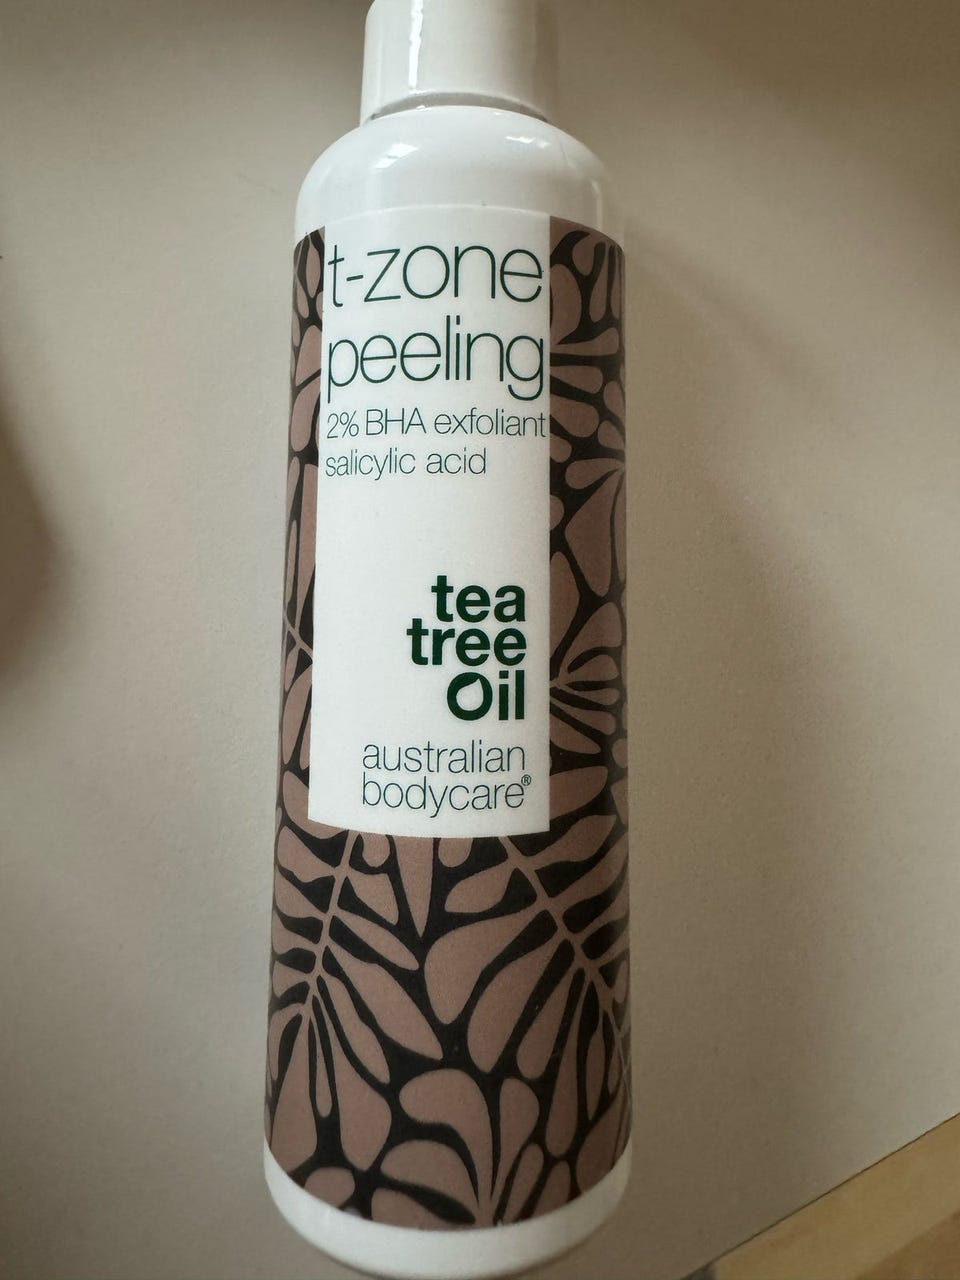 t-zone
peeling
2% BHA exfoliant
salicylic acid
tea
tree
Oil
australian
bodycare®